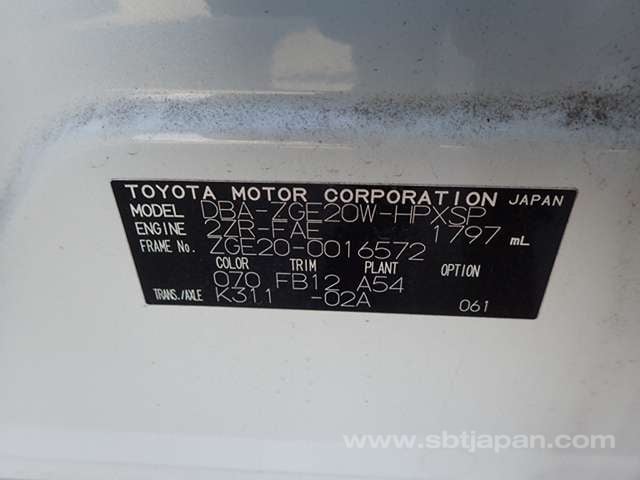 TOYOTA MOTOR CORPORATION JAPAN
MODEL DBA-ZGE20W-HPXSP
ENGINE 2ZR-FAE 1797 mL
FRAME No. ZGE20-0016572
COLOR TRIM PLANT OPTION
070 FB12 A54
TRANS./AXLE K311 -02A 061
www.sbtjapan.com